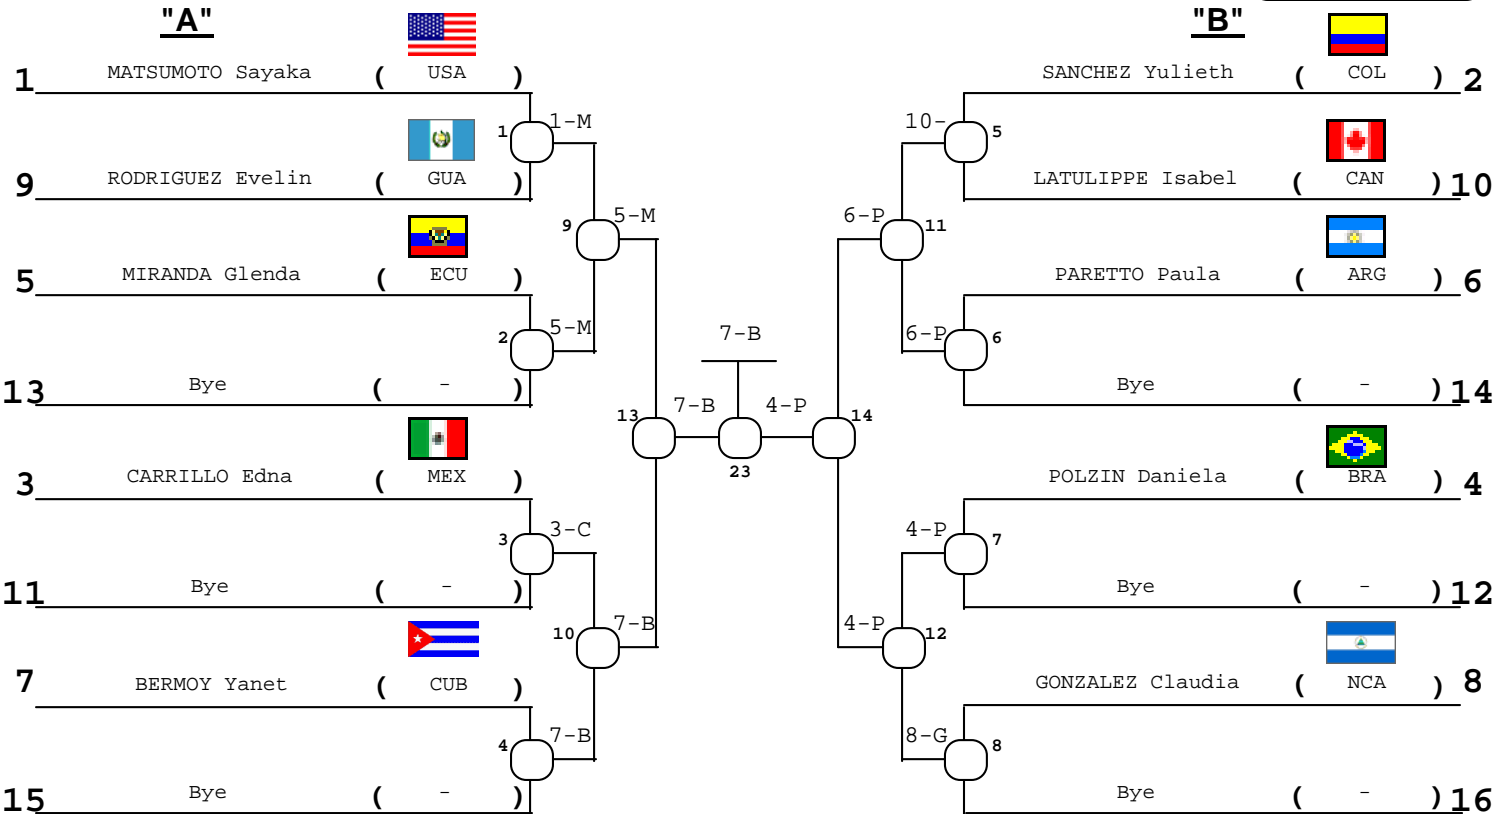 "A"
1 MATSUMOTO Sayaka ( USA )
1 1-M
9 RODRIGUEZ Evelin ( GUA )
9 5-M
5 MIRANDA Glenda ( ECU )
2 5-M
13 Bye ( - )
13 7-B
3 CARRILLO Edna ( MEX )
3 3-C
11 Bye ( - )
10 7-B
7 BERMOY Yanet ( CUB )
4 7-B
15 Bye ( - )
7-B
23
"B"
SANCHEZ Yulieth ( COL ) 2
10- 5
LATULIPPE Isabel ( CAN ) 10
6-P 11
PARETTO Paula ( ARG ) 6
6-P 6
Bye ( - ) 14
4-P 14
POLZIN Daniela ( BRA ) 4
4-P 7
Bye ( - ) 12
4-P 12
GONZALEZ Claudia ( NCA ) 8
8-G 8
Bye ( - ) 16